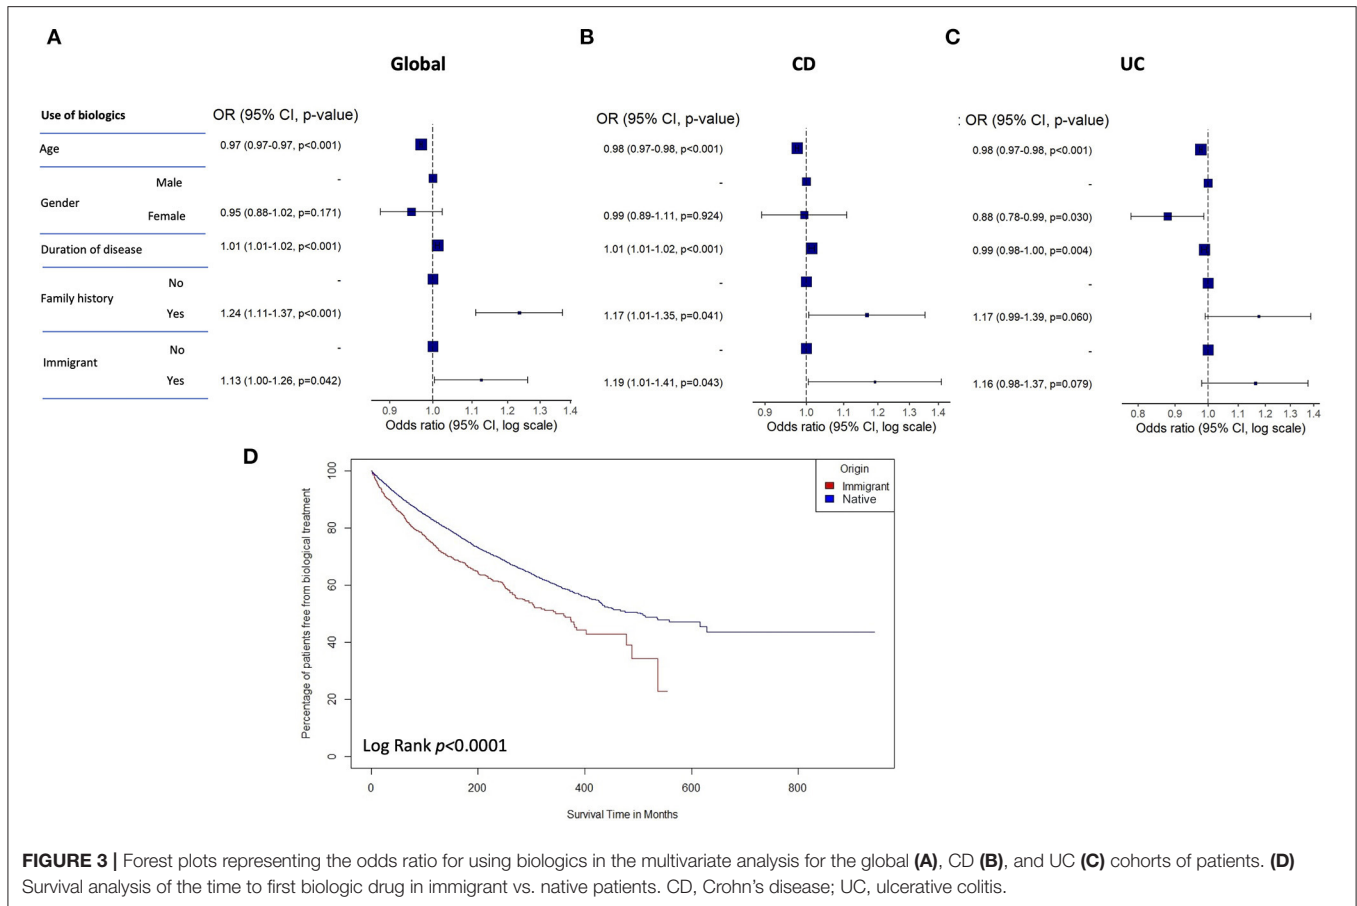 A
B
C
Global
CD
UC
Use of biologics
OR (95% CI, p-value)
OR (95% CI, p-value)
: OR (95% CI, p-value)
Age
0.97 (0.97-0.97, p<0.001)
0.98 (0.97-0.98, p<0.001)
0.98 (0.97-0.98, p<0.001)
Gender
Male
-
-
-
Female
0.95 (0.88-1.02, p=0.171)
0.99 (0.89-1.11, p=0.924)
0.88 (0.78-0.99, p=0.030)
Duration of disease
1.01 (1.01-1.02, p<0.001)
1.01 (1.01-1.02, p<0.001)
0.99 (0.98-1.00, p=0.004)
Family history
No
-
-
-
Yes
1.24 (1.11-1.37, p<0.001)
1.17 (1.01-1.35, p=0.041)
1.17 (0.99-1.39, p=0.060)
Immigrant
No
-
-
-
Yes
1.13 (1.00-1.26, p=0.042)
1.19 (1.01-1.41, p=0.043)
1.16 (0.98-1.37, p=0.079)
0.9 1.0 1.1 1.2 1.3 1.4
Odds ratio (95% CI, log scale)
0.9 1.0 1.1 1.2 1.3 1.4
Odds ratio (95% CI, log scale)
0.8 1.0 1.1 1.2 1.3 1.4
Odds ratio (95% CI, log scale)
D
Percentage of patients free from biological treatment
100
80
60
40
20
0
Origin
Immigrant
Native
Log Rank p<0.0001
0 200 400 600 800
Survival Time in Months
FIGURE 3 | Forest plots representing the odds ratio for using biologics in the multivariate analysis for the global (A), CD (B), and UC (C) cohorts of patients. (D)
Survival analysis of the time to first biologic drug in immigrant vs. native patients. CD, Crohn's disease; UC, ulcerative colitis.